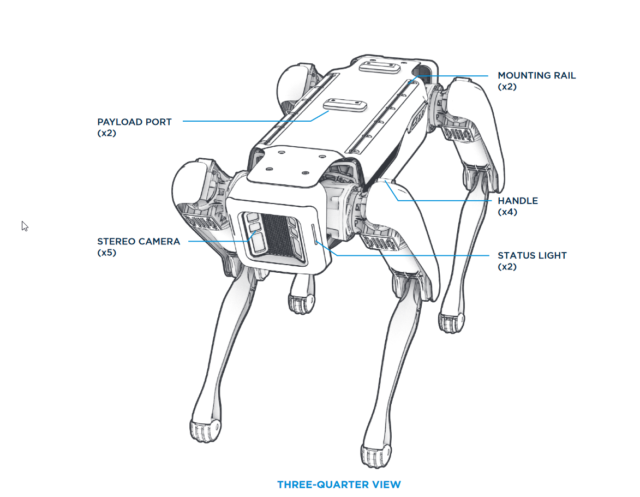 MOUNTING RAIL
(x2)
PAYLOAD PORT
(x2)
HANDLE
(x4)
STEREO CAMERA
(x5)
STATUS LIGHT
(x2)
THREE-QUARTER VIEW